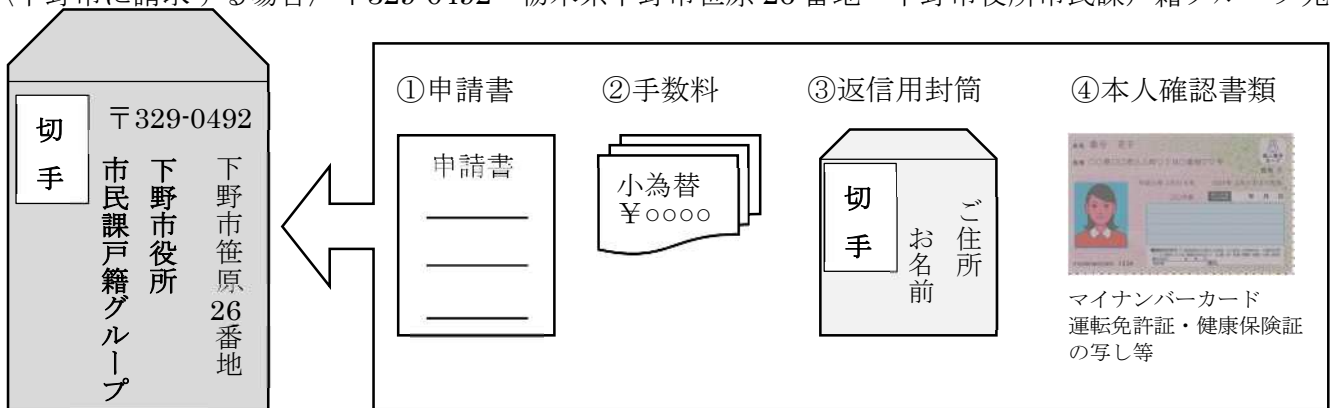 (下野市に請求する場合) 〒329-0492 栃木県下野市笹原 26 番地 下野市役所市民課戸籍グループ宛
切手
〒329-0492
下野市笹原26番地
下野市役所
市民課戸籍グループ
①申請書
②手数料
③返信用封筒
④本人確認書類
申請書
小為替
¥○○○○
切手
ご住所
お名前
マイナンバーカード
運転免許証・健康保険証
の写し等